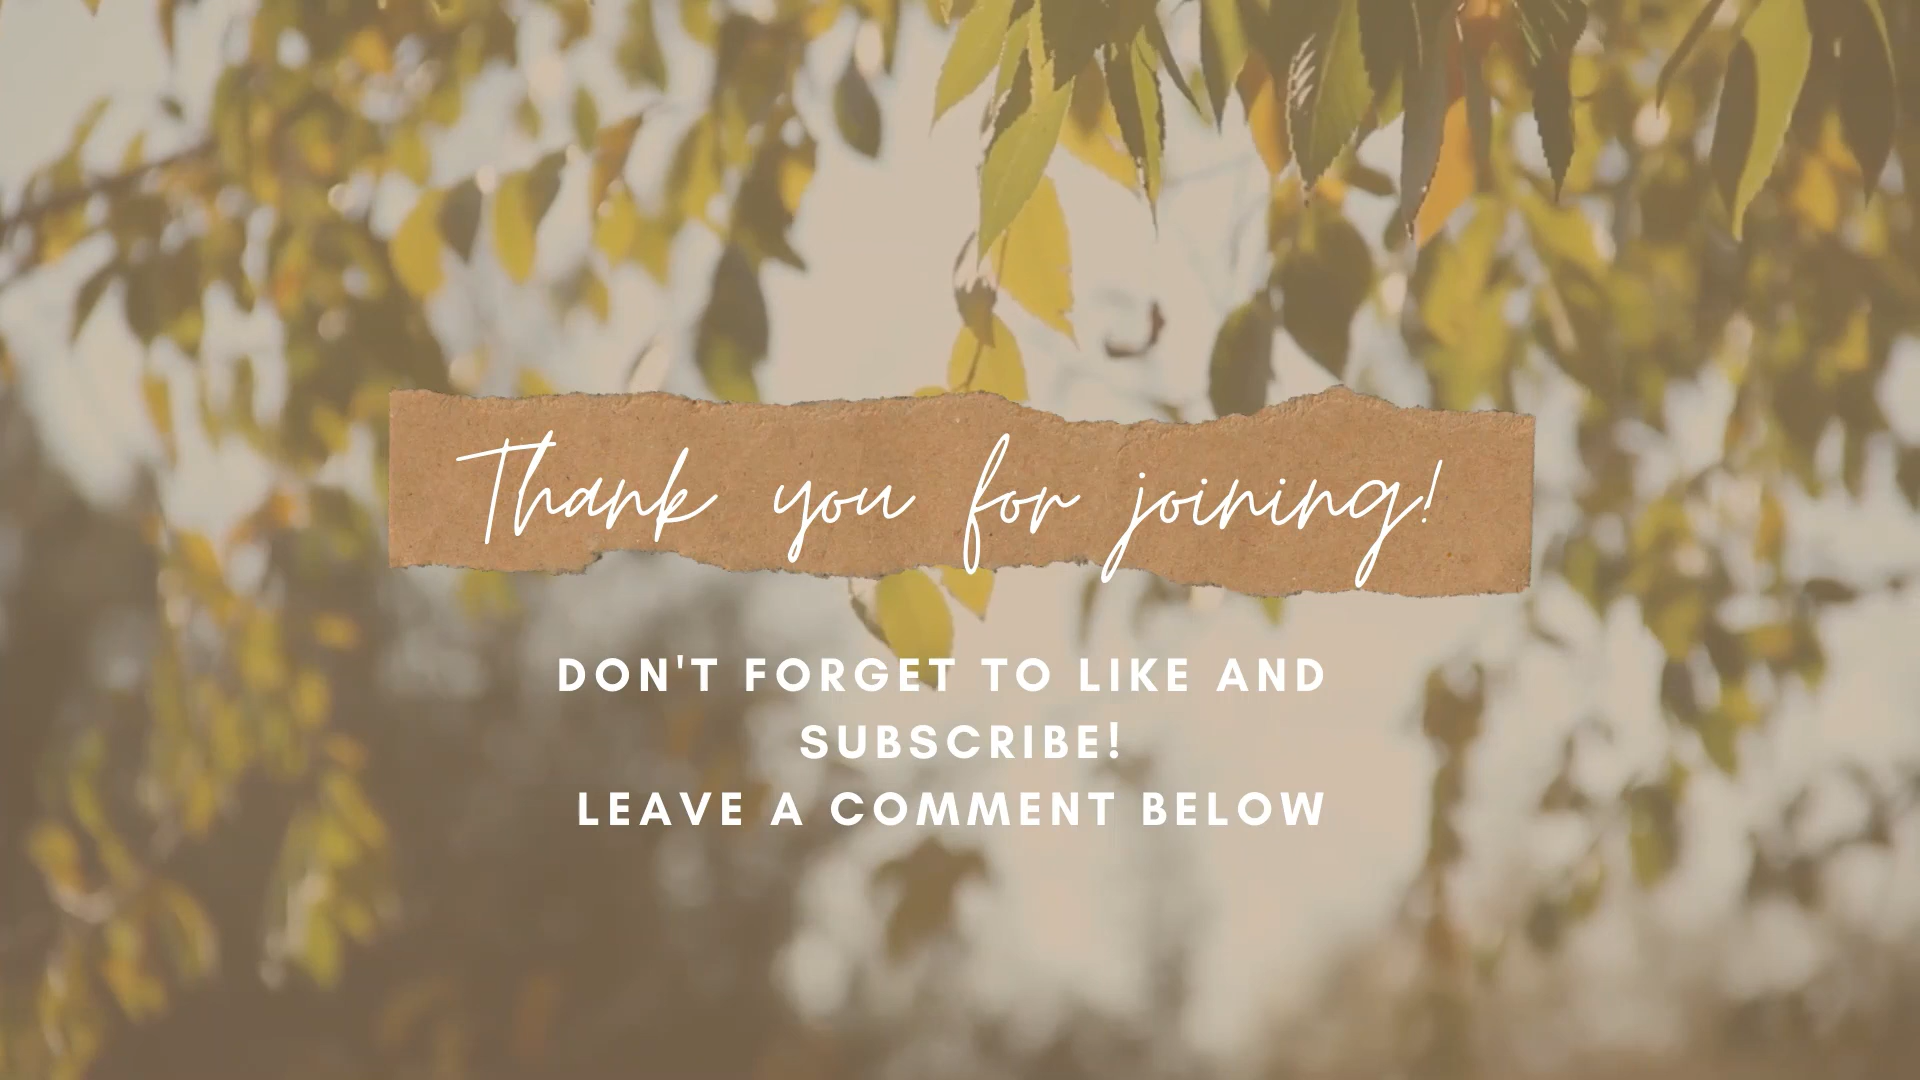 Thank you for joining!
DON'T FORGET TO LIKE AND
SUBSCRIBE!
LEAVE A COMMENT BELOW